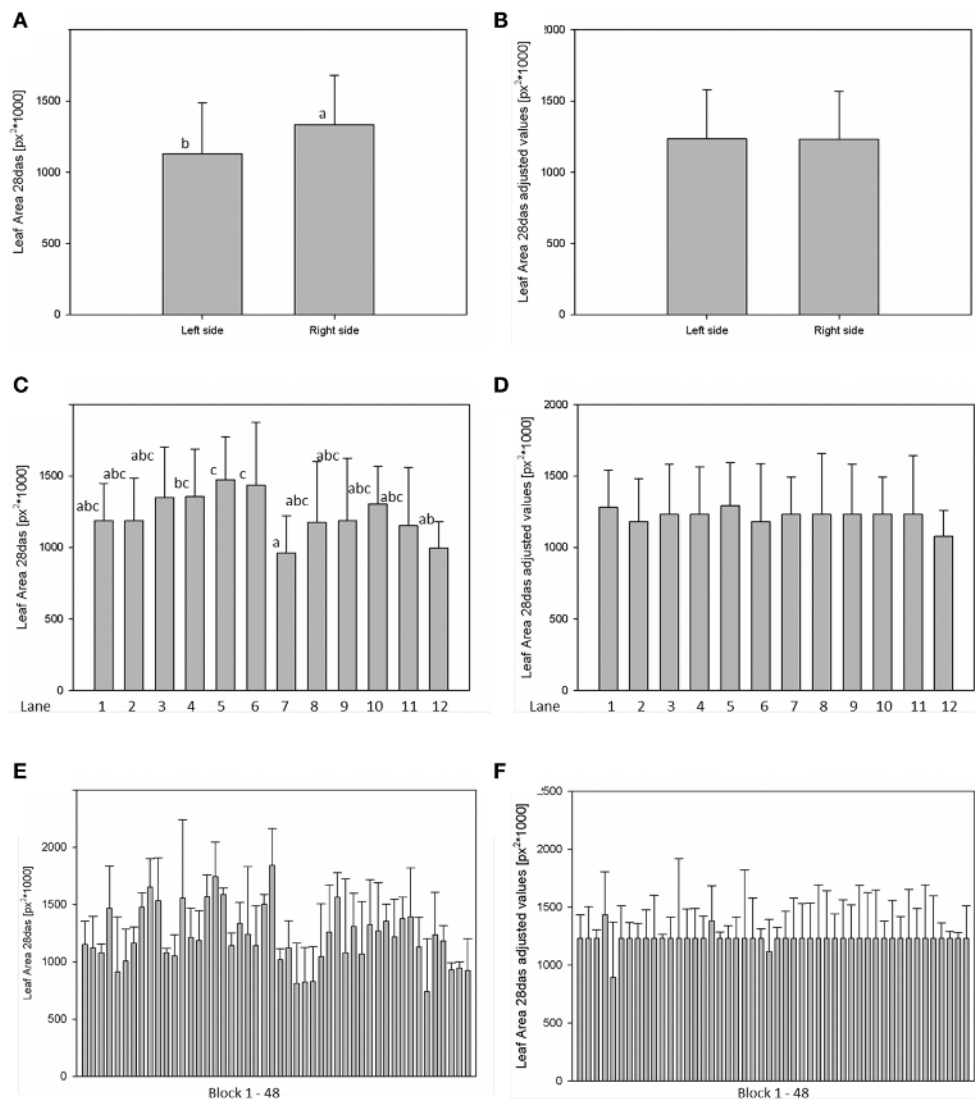 A
Leaf Area 28das [px²*1000]
1500
1000
500
0
b
a
Left side
Right side
B
Leaf Area 28das adjusted values [px²*1000]
2000
1500
1000
500
0
Left side
Right side
C
Leaf Area 28das [px²*1000]
1500
1000
500
0
abc
abc
abc
bc
c
c
a
abc
abc
abc
abc
ab
Lane
1 2 3 4 5 6 7 8 9 10 11 12
D
Leaf Area 28das adjusted values [px²*1000]
2000
1500
1000
500
0
Lane
1 2 3 4 5 6 7 8 9 10 11 12
E
Leaf Area 28das [px²*1000]
2000
1500
1000
500
0
Block 1 - 48
F
Leaf Area 28das adjusted values [px²*1000]
2500
2000
1500
1000
500
0
Block 1 - 48